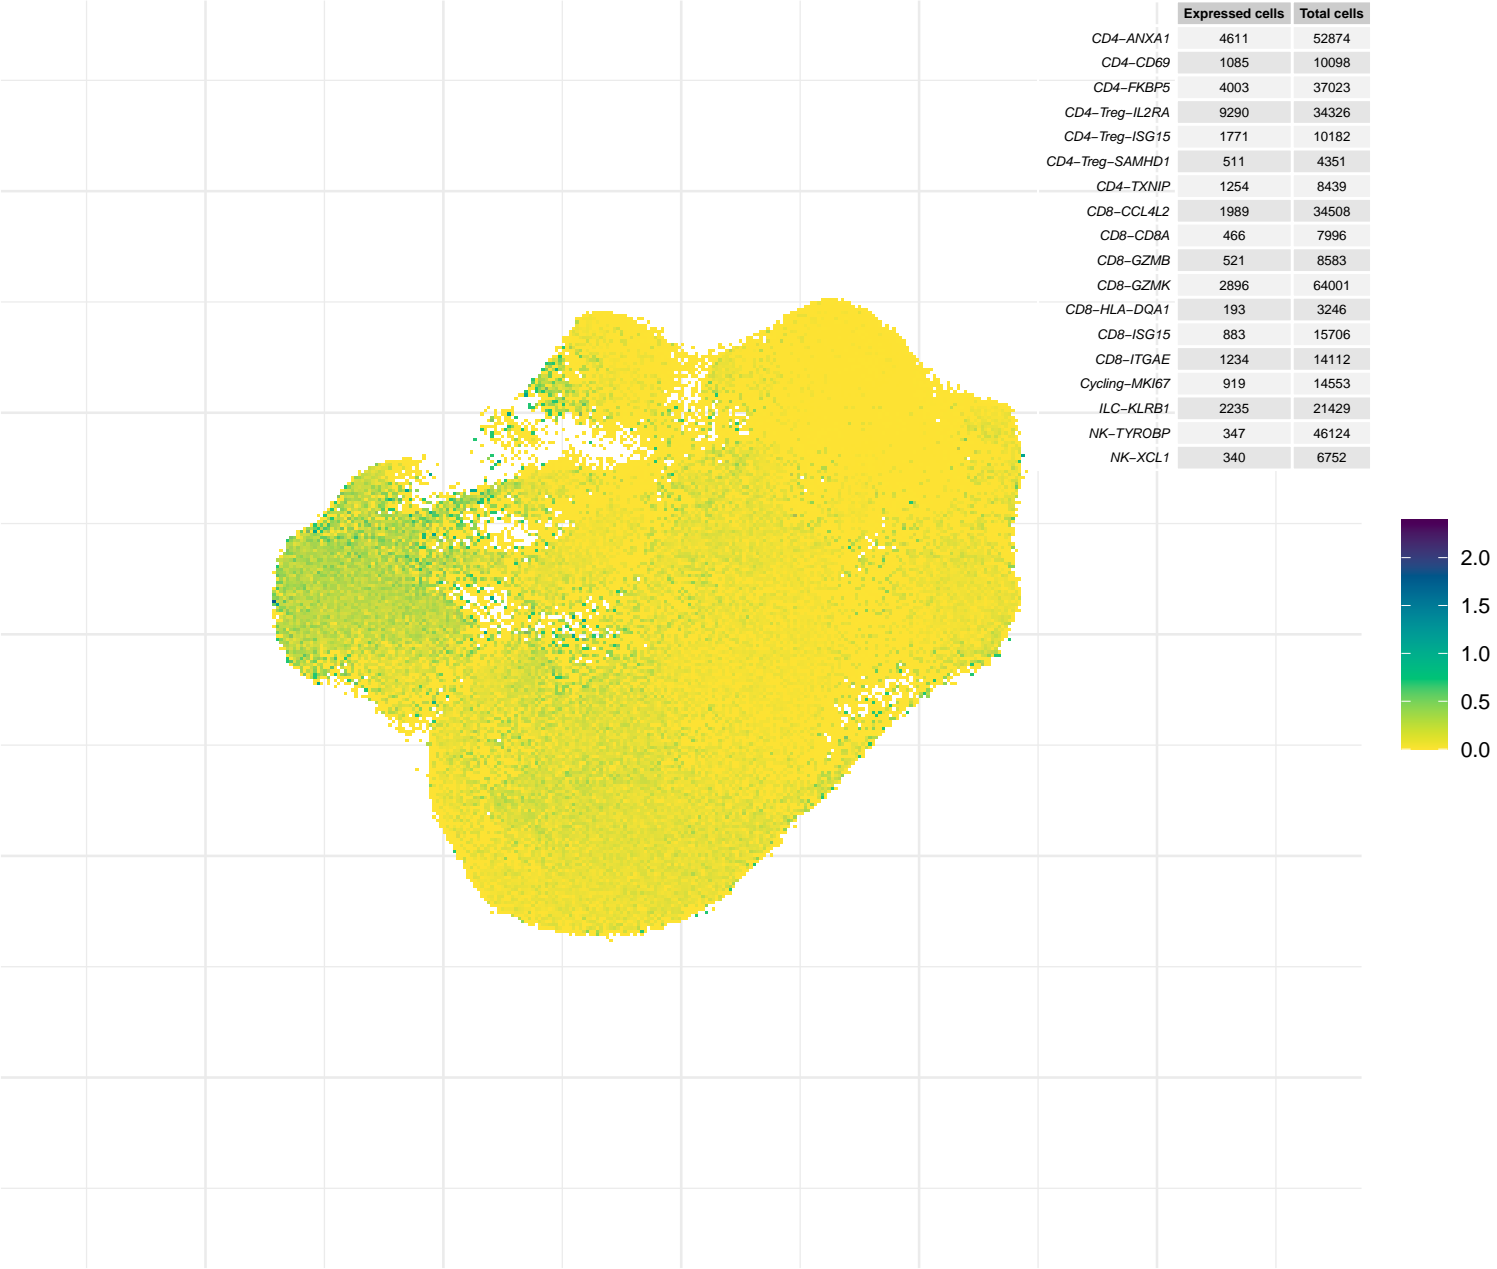 Expressed cells Total cells
CD4−ANXA1 4611 52874
CD4−CD69 1085 10098
CD4−FKBP5 4003 37023
CD4−Treg−IL2RA 9290 34326
CD4−Treg−ISG15 1771 10182
CD4−Treg−SAMHD1 511 4351
CD4−TXNIP 1254 8439
CD8−CCL4L2 1989 34508
CD8−CD8A 466 7996
CD8−GZMB 521 8583
CD8−GZMK 2896 64001
CD8−HLA−DQA1 193 3246
CD8−ISG15 883 15706
CD8−ITGAE 1234 14112
Cycling−MKI67 919 14553
ILC−KLRB1 2235 21429
NK−TYROBP 347 46124
NK−XCL1 340 6752
2.0
1.5
1.0
0.5
0.0